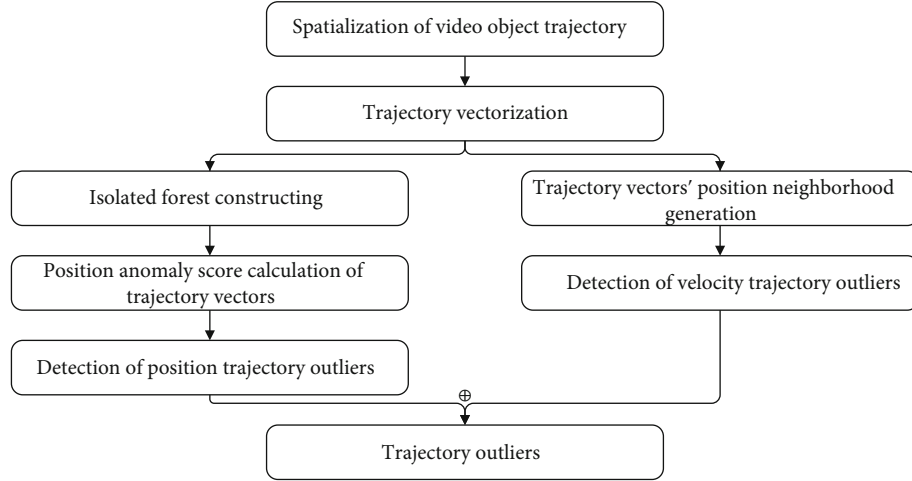 Spatialization of video object trajectory
Trajectory vectorization
Isolated forest constructing
Trajectory vectors' position neighborhood
generation
Position anomaly score calculation of
trajectory vectors
Detection of velocity trajectory outliers
Detection of position trajectory outliers
⊕
Trajectory outliers